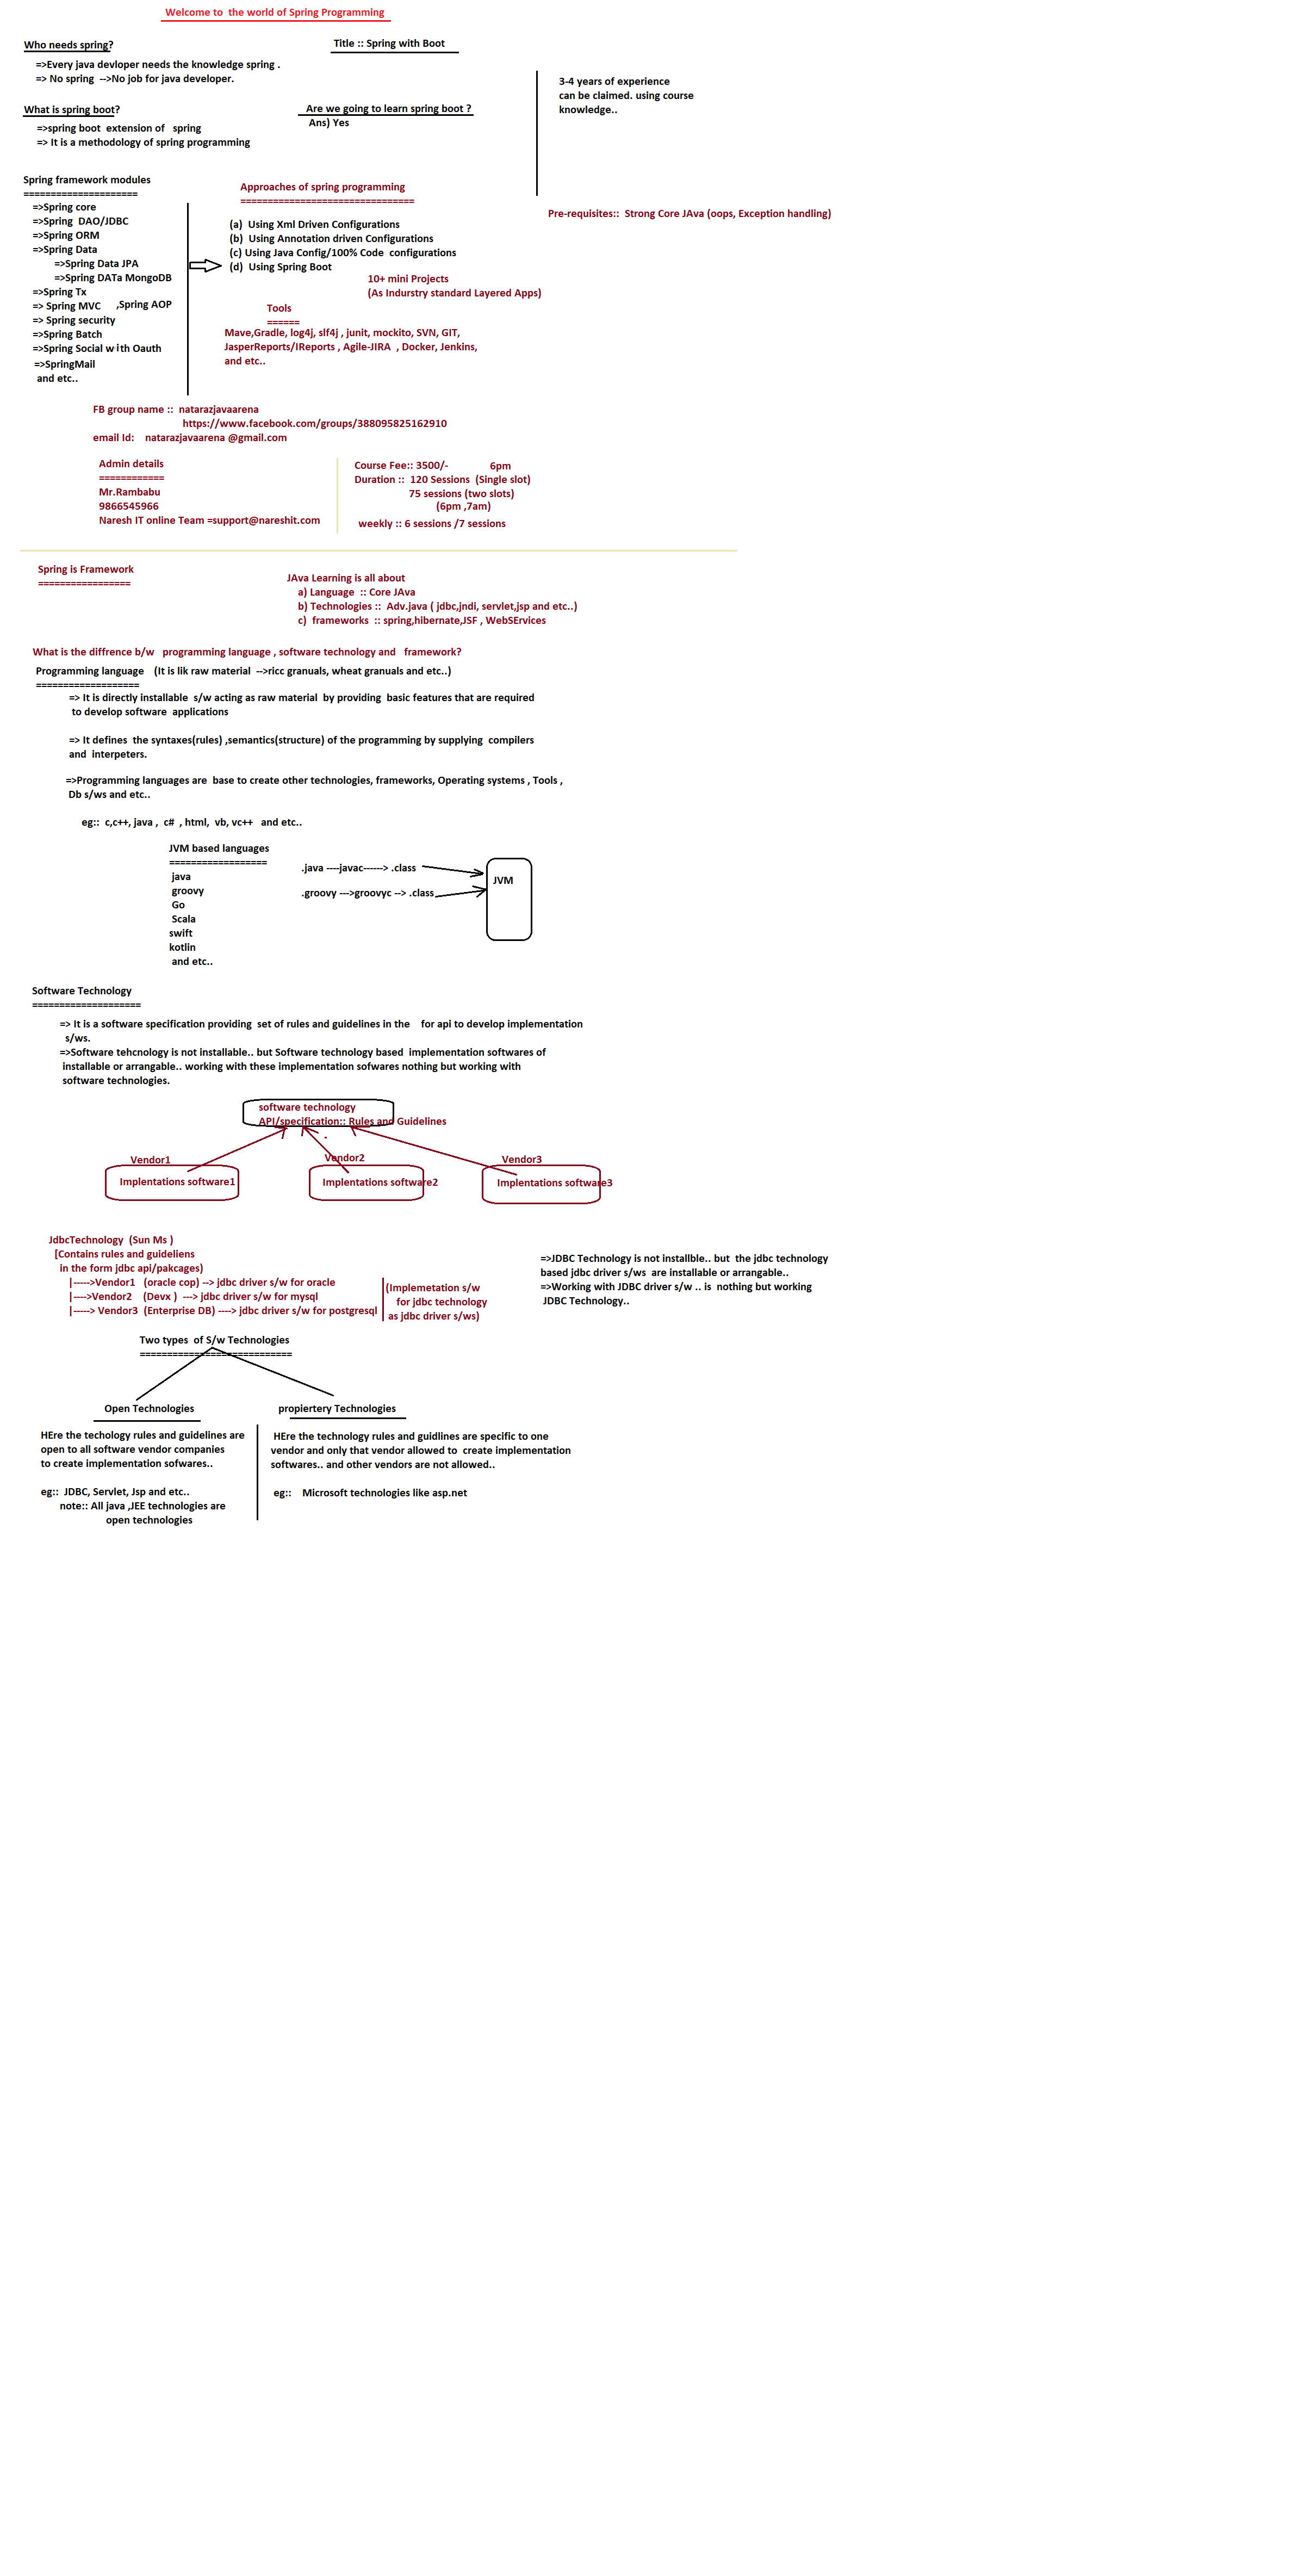 Welcome to  the world of Spring Programming
Who needs spring?
=>Every java devloper needs the knowledge spring .
=> No spring  -->No job for java developer.
Title :: Spring with Boot
3-4 years of experience
can be claimed. using course
knowledge..
What is spring boot?
=>spring boot  extension of   spring
=> It is a methodology of spring programming
Are we going to learn spring boot ?
Ans) Yes
Spring framework modules
=====================
=>Spring core
=>Spring  DAO/JDBC
=>Spring ORM
=>Spring Data
=>Spring Data JPA
=>Spring DATa MongoDB
=>Spring Tx
=> Spring MVC     ,Spring AOP
=> Spring security
=>Spring Batch
=>Spring Social with Oauth
=>SpringMail
and etc..
Approaches of spring programming
================================
(a)  Using Xml Driven Configurations
(b)  Using Annotation driven Configurations
(c) Using Java Config/100% Code  configurations
(d)  Using Spring Boot
Pre-requisites::  Strong Core JAva (oops, Exception handling)
10+ mini Projects
(As Indurstry standard Layered Apps)
Tools
======
Mave,Gradle, log4j, slf4j , junit, mockito, SVN, GIT,
JasperReports/IReports , Agile-JIRA  , Docker, Jenkins,
and etc..
FB group name ::  natarazjavaarena
https://www.facebook.com/groups/388095825162910
email Id:    natarazjavaarena @gmail.com
Admin details
============
Mr.Rambabu
9866545966
Naresh IT online Team =support@nareshit.com
Course Fee:: 3500/-          6pm
Duration ::  120 Sessions  (Single slot)
75 sessions (two slots)
(6pm ,7am)
weekly :: 6 sessions /7 sessions
Spring is Framework
=================
JAva Learning is all about
a) Language  :: Core JAva
b) Technologies ::  Adv.java ( jdbc,jndi, servlet,jsp and etc..)
c)  frameworks  :: spring,hibernate,JSF , WebSErvices
What is the diffrence b/w   programming language , software technology and   framework?
Programming language    (It is lik raw material  -->ricc granuals, wheat granuals and etc..)
===================
=> It is directly installable  s/w acting as raw material  by providing  basic features that are required
to develop software  applications
=> It defines  the syntaxes(rules) ,semantics(structure) of the programming by supplying  compilers
and  interpeters.
=>Programming languages are  base to create other technologies, frameworks, Operating systems , Tools ,
Db s/ws and etc..
eg::  c,c++, java ,  c#  , html,  vb, vc++   and etc..
JVM based languages
==================
java
groovy
Go
Scala
swift
kotlin
and etc..
.java ----javac------> .class
.groovy --->groovyc --> .class
JVM
Software Technology
====================
=> It is a software specification providing  set of rules and guidelines in the    for api to develop implementation
s/ws.
=>Software tehcnology is not installable.. but Software technology based  implementation softwares of
installable or arrangable.. working with these implementation sofwares nothing but working with
software technologies.
software technology
API/specification:: Rules and Guidelines
Vendor1
Implentations software1
Vendor2
Implentations software2
Vendor3
Implentations software3
JdbcTechnology  (Sun Ms )
[Contains rules and guideliens
in the form jdbc api/pakcages)
|----->Vendor1   (oracle cop) --> jdbc driver s/w for oracle
|---->Vendor2    (Devx )  ---> jdbc driver s/w for mysql
|-----> Vendor3  (Enterprise DB) ----> jdbc driver s/w for postgresql
(Implemetation s/w
for jdbc technology
as jdbc driver s/ws)
=>JDBC Technology is not installble.. but  the jdbc technology
based jdbc driver s/ws  are installable or arrangable..
=>Working with JDBC driver s/w .. is  nothing but working
JDBC Technology..
Two types  of S/w Technologies
============================
Open Technologies
HEre the techology rules and guidelines are
open to all software vendor companies
to create implementation sofwares..
eg::  JDBC, Servlet, Jsp and etc..
note:: All java ,JEE technologies are
open technologies
propiertery Technologies
HEre the technology rules and guidlines are specific to one
vendor and only that vendor allowed to  create implementation
softwares.. and other vendors are not allowed..
eg::    Microsoft technologies like asp.net